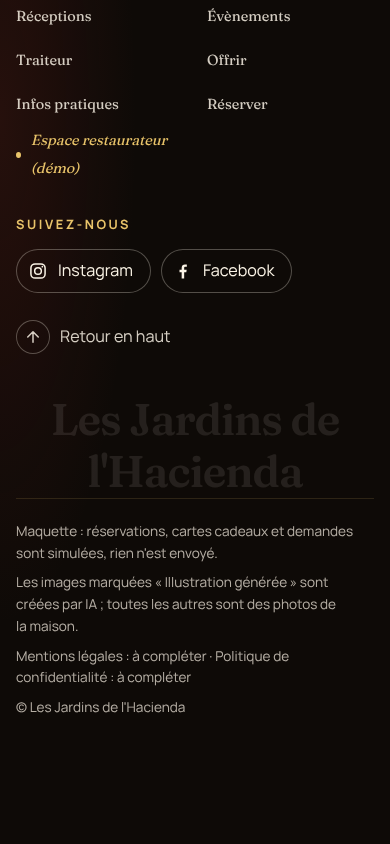 Réceptions
Évènements
Traiteur
Offrir
Infos pratiques
Réserver
Espace restaurateur
(démo)
SUIVEZ-NOUS
Instagram
Facebook
Retour en haut
Les Jardins de
l'Hacienda
Maquette : réservations, cartes cadeaux et demandes
sont simulées, rien n'est envoyé.
Les images marquées « Illustration générée » sont
créées par IA ; toutes les autres sont des photos de
la maison.
Mentions légales : à compléter · Politique de
confidentialité : à compléter
© Les Jardins de l'Hacienda